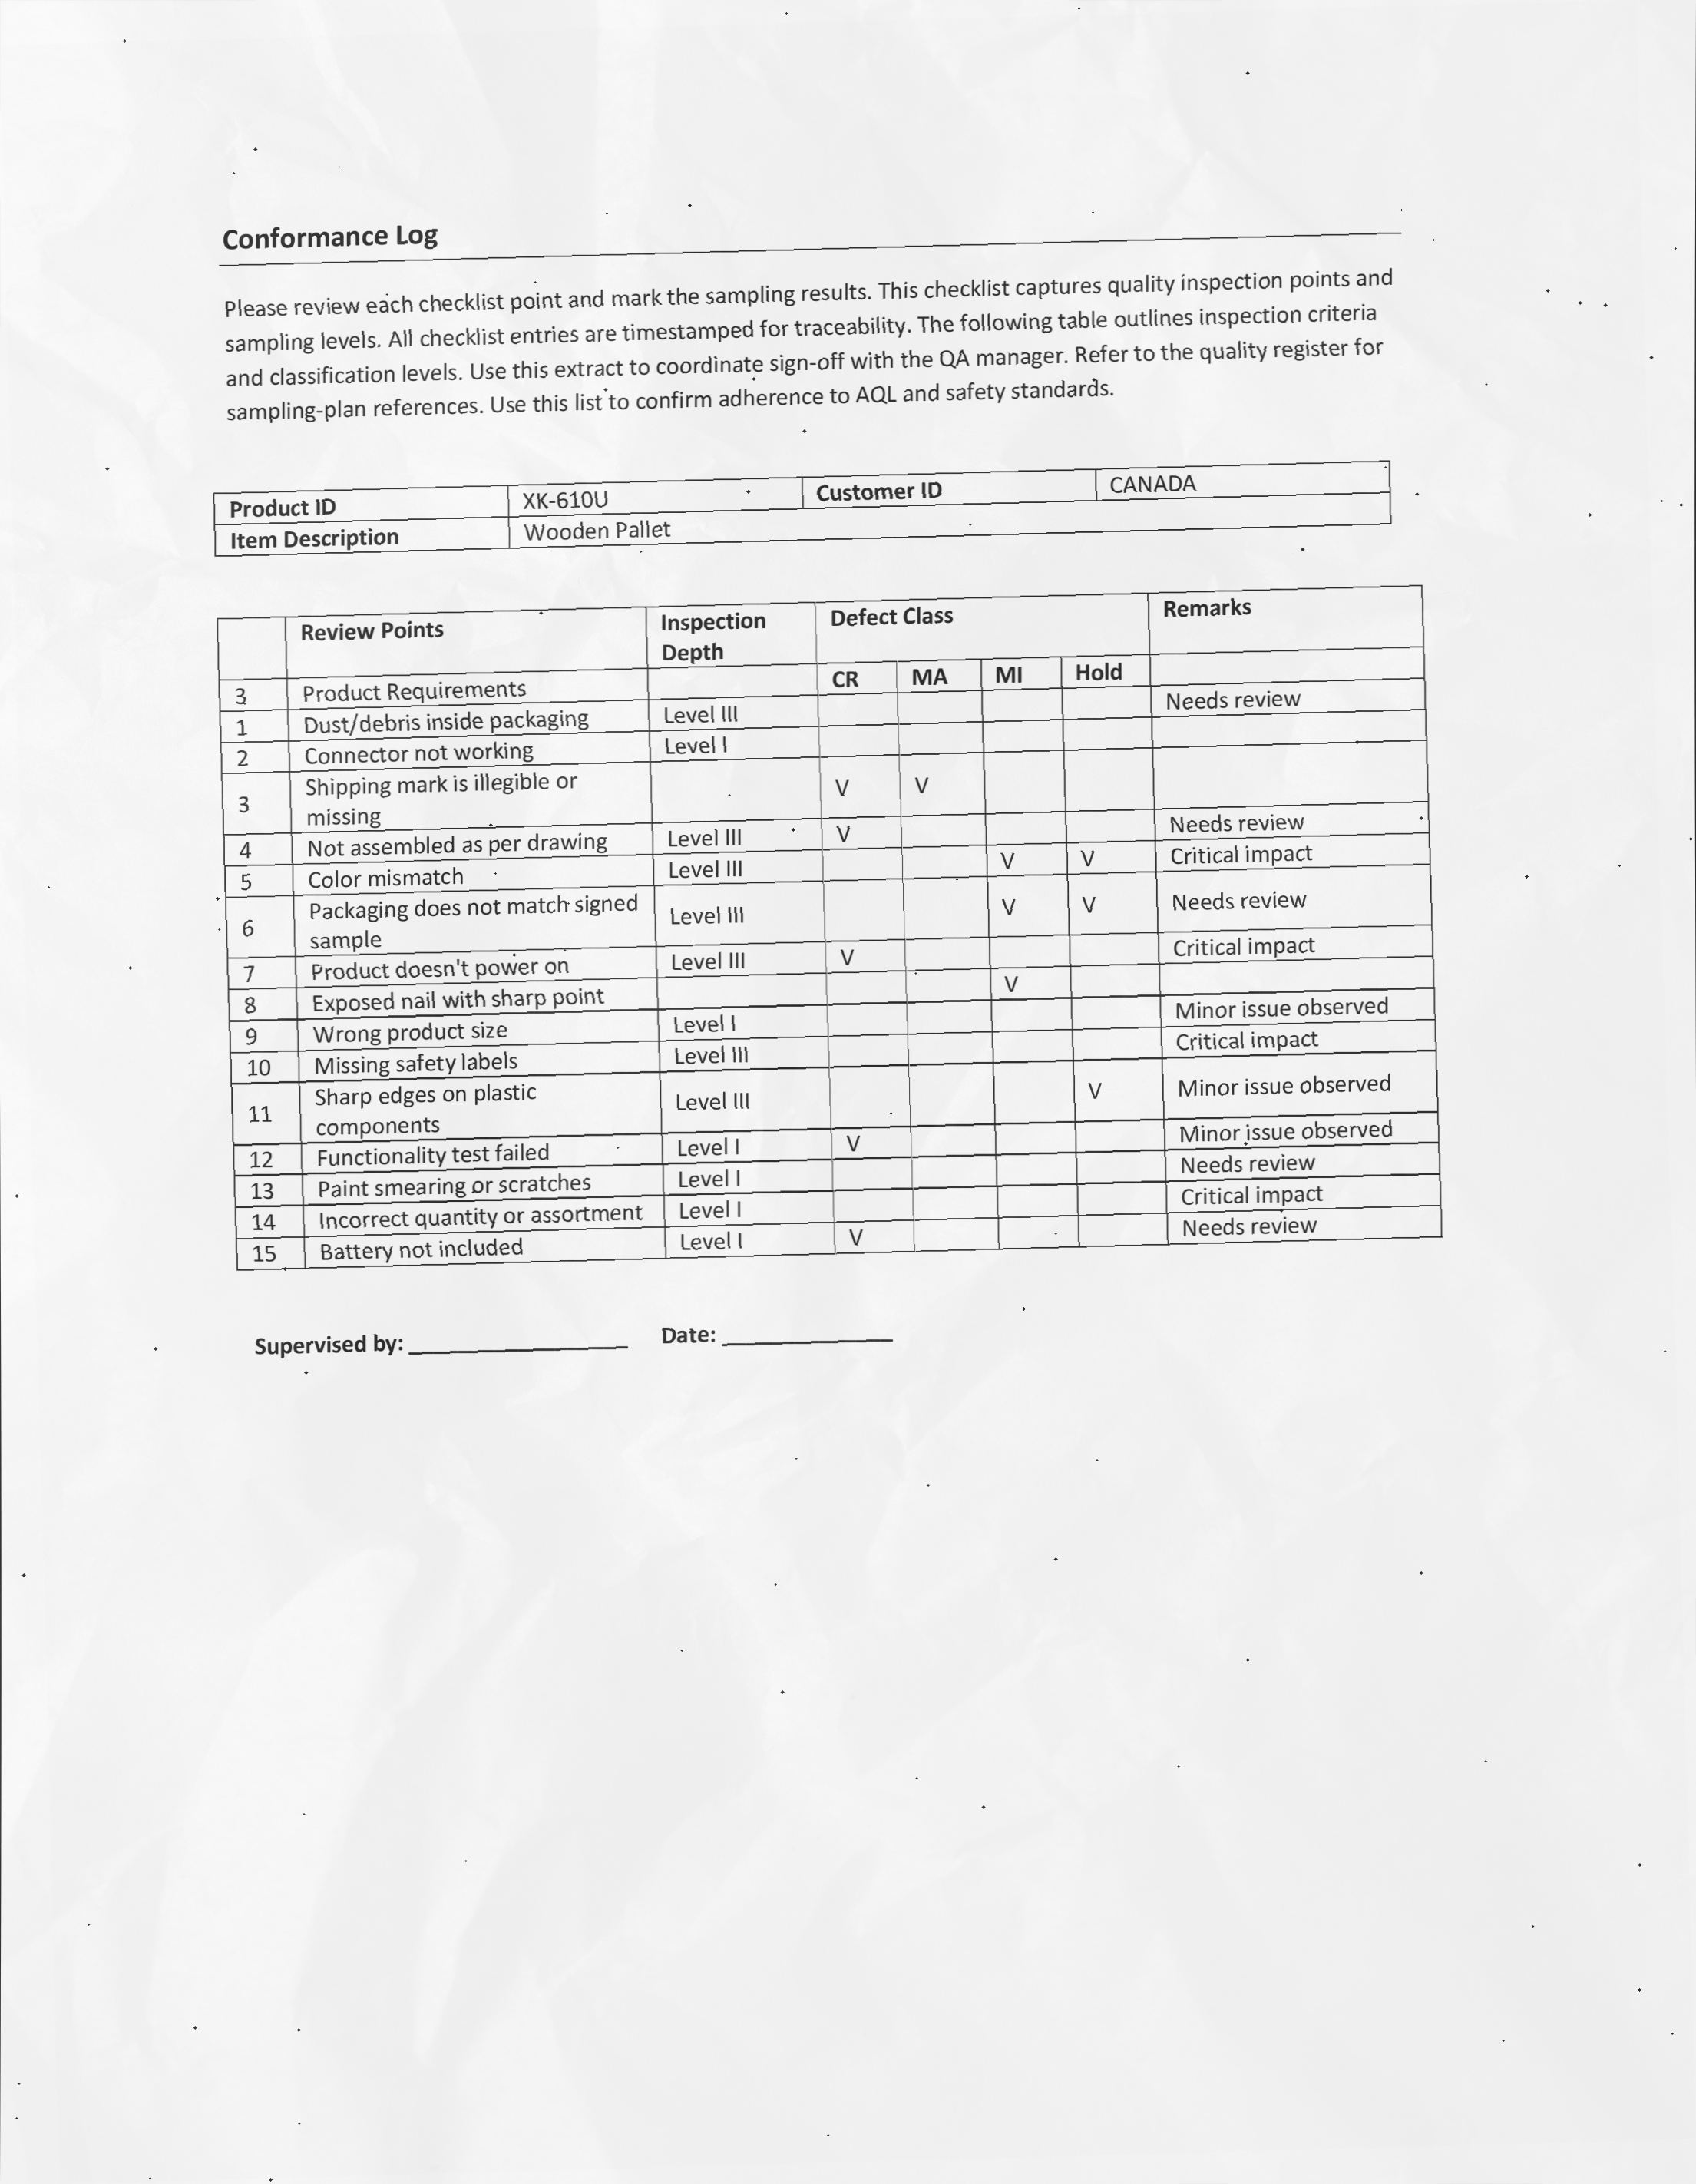 Conformance Log
Please review each checklist point and mark the sampling results. This checklist captures quality inspection points and
sampling levels. All checklist entries are timestamped for traceability. The following table outlines inspection criteria
and classification levels. Use this extract to coordinate sign-off with the QA manager. Refer to the quality register for
sampling-plan references. Use this list to confirm adherence to AQL and safety standards.
Product ID XK-610U Customer ID CANADA
Item Description Wooden Pallet
Review Points Inspection Defect Class Remarks
Depth
CR MA MI Hold
3 Product Requirements
1 Dust/debris inside packaging Level III Needs review
2 Connector not working Level I
3 Shipping mark is illegible or V V
missing
4 Not assembled as per drawing Level III V Needs review
5 Color mismatch Level III V V Critical impact
6 Packaging does not match signed Level III V V Needs review
sample
7 Product doesn't power on Level III V Critical impact
8 Exposed nail with sharp point V
9 Wrong product size Level I Minor issue observed
10 Missing safety labels Level III Critical impact
11 Sharp edges on plastic Level III V Minor issue observed
components
12 Functionality test failed Level I V Minor issue observed
13 Paint smearing or scratches Level I Needs review
14 Incorrect quantity or assortment Level I Critical impact
15 Battery not included Level I V Needs review
Supervised by: Date: